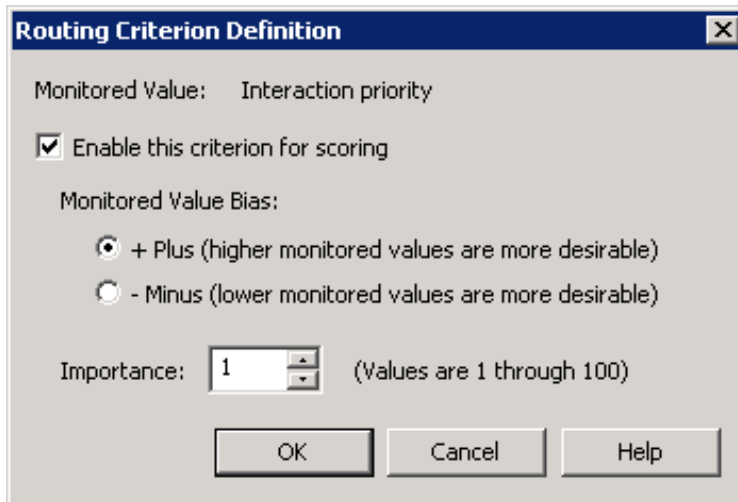 Routing Criterion Definition
Monitored Value: Interaction priority
Enable this criterion for scoring
Monitored Value Bias:
+ Plus (higher monitored values are more desirable)
- Minus (lower monitored values are more desirable)
Importance: 1 (Values are 1 through 100)
OK Cancel Help